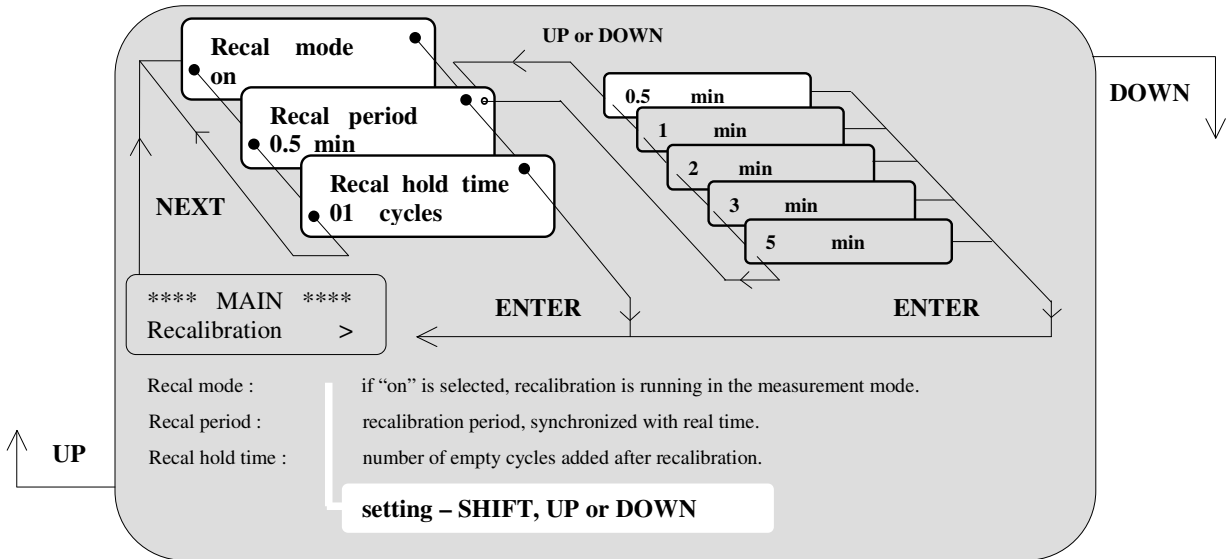 Recal mode
on
Recal period
0.5 min
Recal hold time
01 cycles
UP or DOWN
0.5 min
1 min
2 min
3 min
5 min
DOWN
NEXT
**** MAIN ****
Recalibration >
ENTER
ENTER
Recal mode : if “on” is selected, recalibration is running in the measurement mode.
Recal period : recalibration period, synchronized with real time.
UP
Recal hold time : number of empty cycles added after recalibration.
setting – SHIFT, UP or DOWN